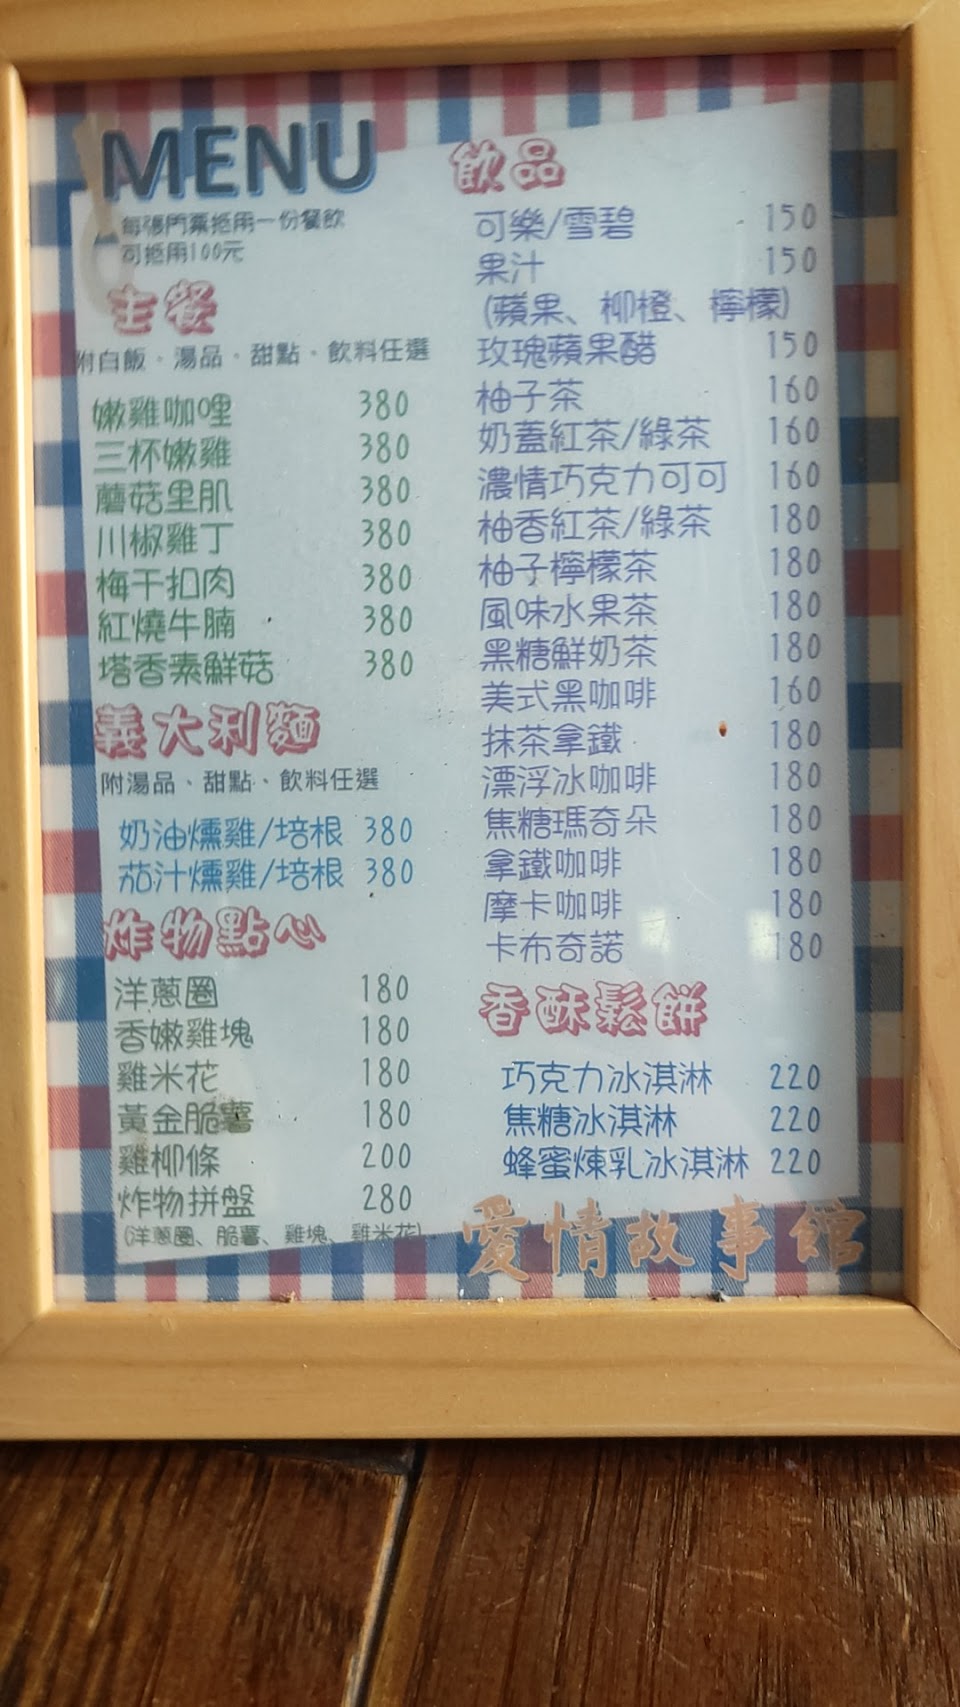 MENU
每張門票抵用一份餐飲
可抵用100元
主餐
附白飯、湯品、甜點、飲料任選
嫩雞咖哩 380
三杯嫩雞 380
蘑菇里肌 380
川椒雞丁 380
梅干扣肉 380
紅燒牛腩 380
塔香素鮮菇 380
義大利麵
附湯品、甜點、飲料任選
奶油燻雞/培根 380
茄汁燻雞/培根 380
炸物點心
洋蔥圈 180
香嫩雞塊 180
雞米花 180
黃金脆薯 180
雞柳條 200
炸物拼盤 280
(洋蔥圈、脆薯、雞塊、雞米花)
飲品
可樂/雪碧 150
果汁 150
(蘋果、柳橙、檸檬)
玫瑰蘋果醋 150
柚子茶 160
奶蓋紅茶/綠茶 160
濃情巧克力可可 160
柚香紅茶/綠茶 180
柚子檸檬茶 180
風味水果茶 180
黑糖鮮奶茶 180
美式黑咖啡 160
抹茶拿鐵 180
漂浮冰咖啡 180
焦糖瑪奇朵 180
拿鐵咖啡 180
摩卡咖啡 180
卡布奇諾 180
香酥鬆餅
巧克力冰淇淋 220
焦糖冰淇淋 220
蜂蜜煉乳冰淇淋 220
愛情故事館